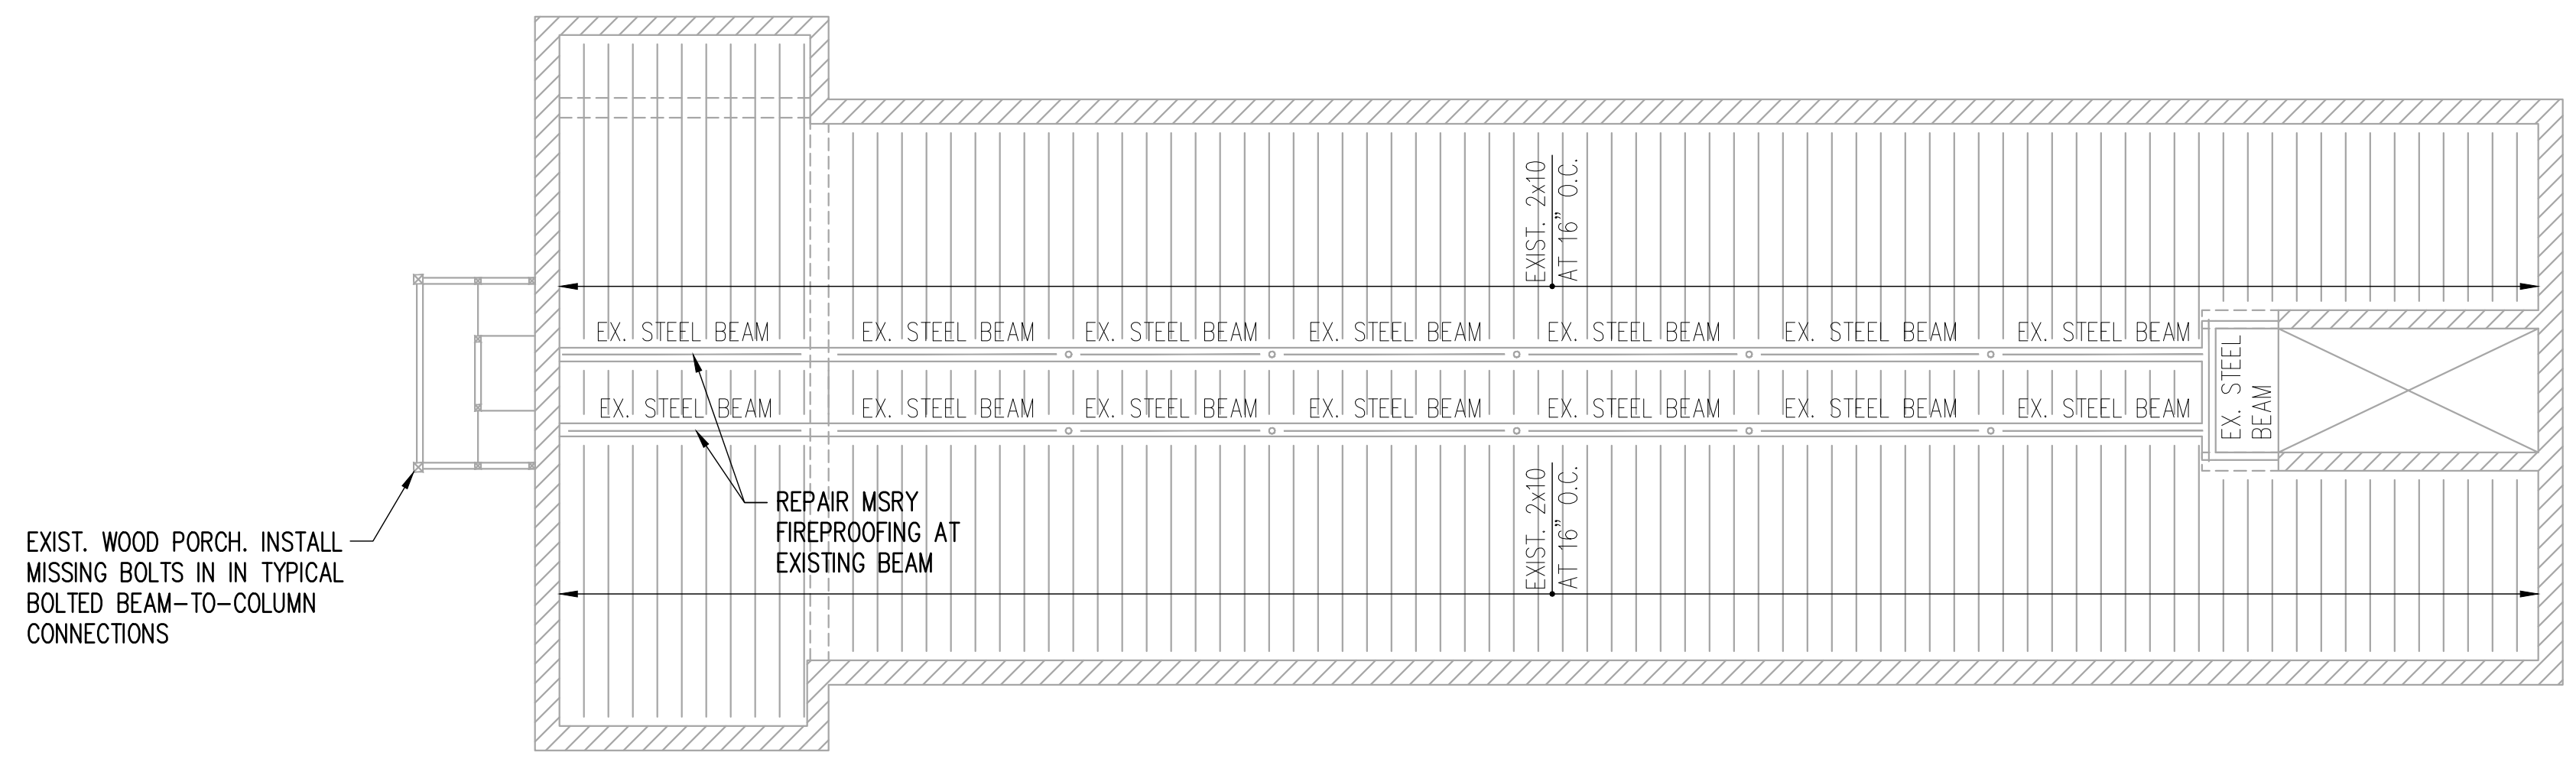 EXIST. 2x10
AT 16" O.C.
EX. STEEL BEAM
EX. STEEL BEAM
EX. STEEL BEAM
EX. STEEL BEAM
EX. STEEL BEAM
EX. STEEL BEAM
EX. STEEL BEAM
EX. STEEL
BEAM
EX. STEEL BEAM
EX. STEEL BEAM
EX. STEEL BEAM
EX. STEEL BEAM
EX. STEEL BEAM
EX. STEEL BEAM
EX. STEEL BEAM
EXIST. 2x10
AT 16" O.C.
REPAIR MSRY
FIREPROOFING AT
EXISTING BEAM
EXIST. WOOD PORCH. INSTALL
MISSING BOLTS IN IN TYPICAL
BOLTED BEAM-TO-COLUMN
CONNECTIONS